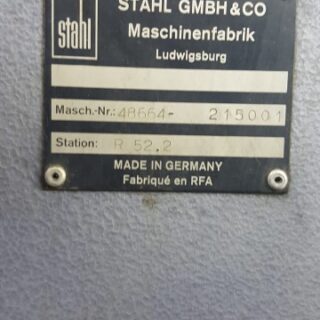 stahl
STAHL GMBH & CO
Maschinenfabrik
Ludwigsburg
Masch.-Nr.: 48664- 215001
Station: R 52.2
MADE IN GERMANY
Fabriqué en RFA